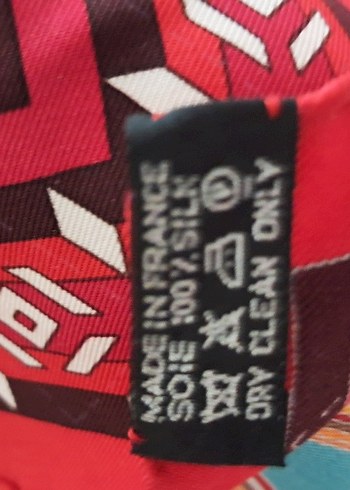 MADE IN FRANCE
SOIE 100% SILK
P
DRY CLEAN ONLY